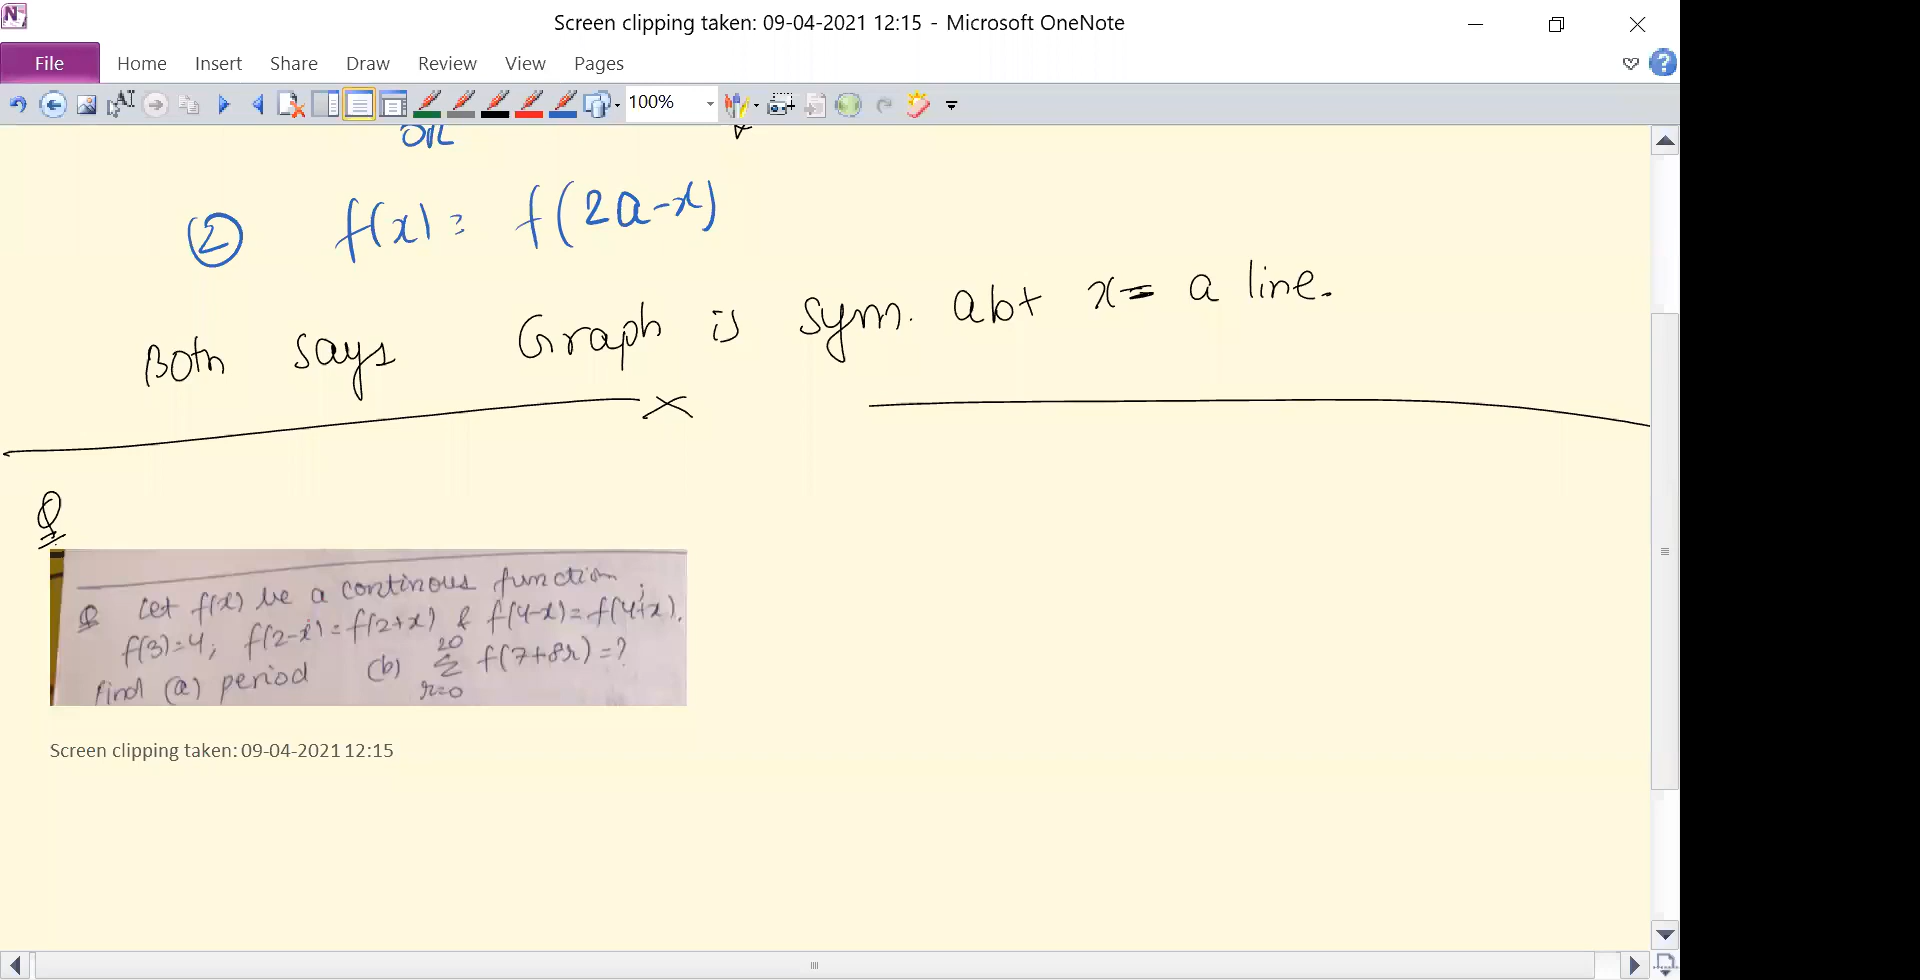 Screen clipping taken: 09-04-2021 12:15 - Microsoft OneNote
File Home Insert Share Draw Review View Pages
100%
OR
(2) f(x) = f(2a-x)
Both says Graph is sym. abt x = a line.
Q
Q Let f(x) be a continous function
f(3)=4; f(2-x)=f(2+x) & f(4-x)=f(4+x).
find (a) period (b) 20 Σ r=0 f(7+8r)=?
Screen clipping taken: 09-04-2021 12:15